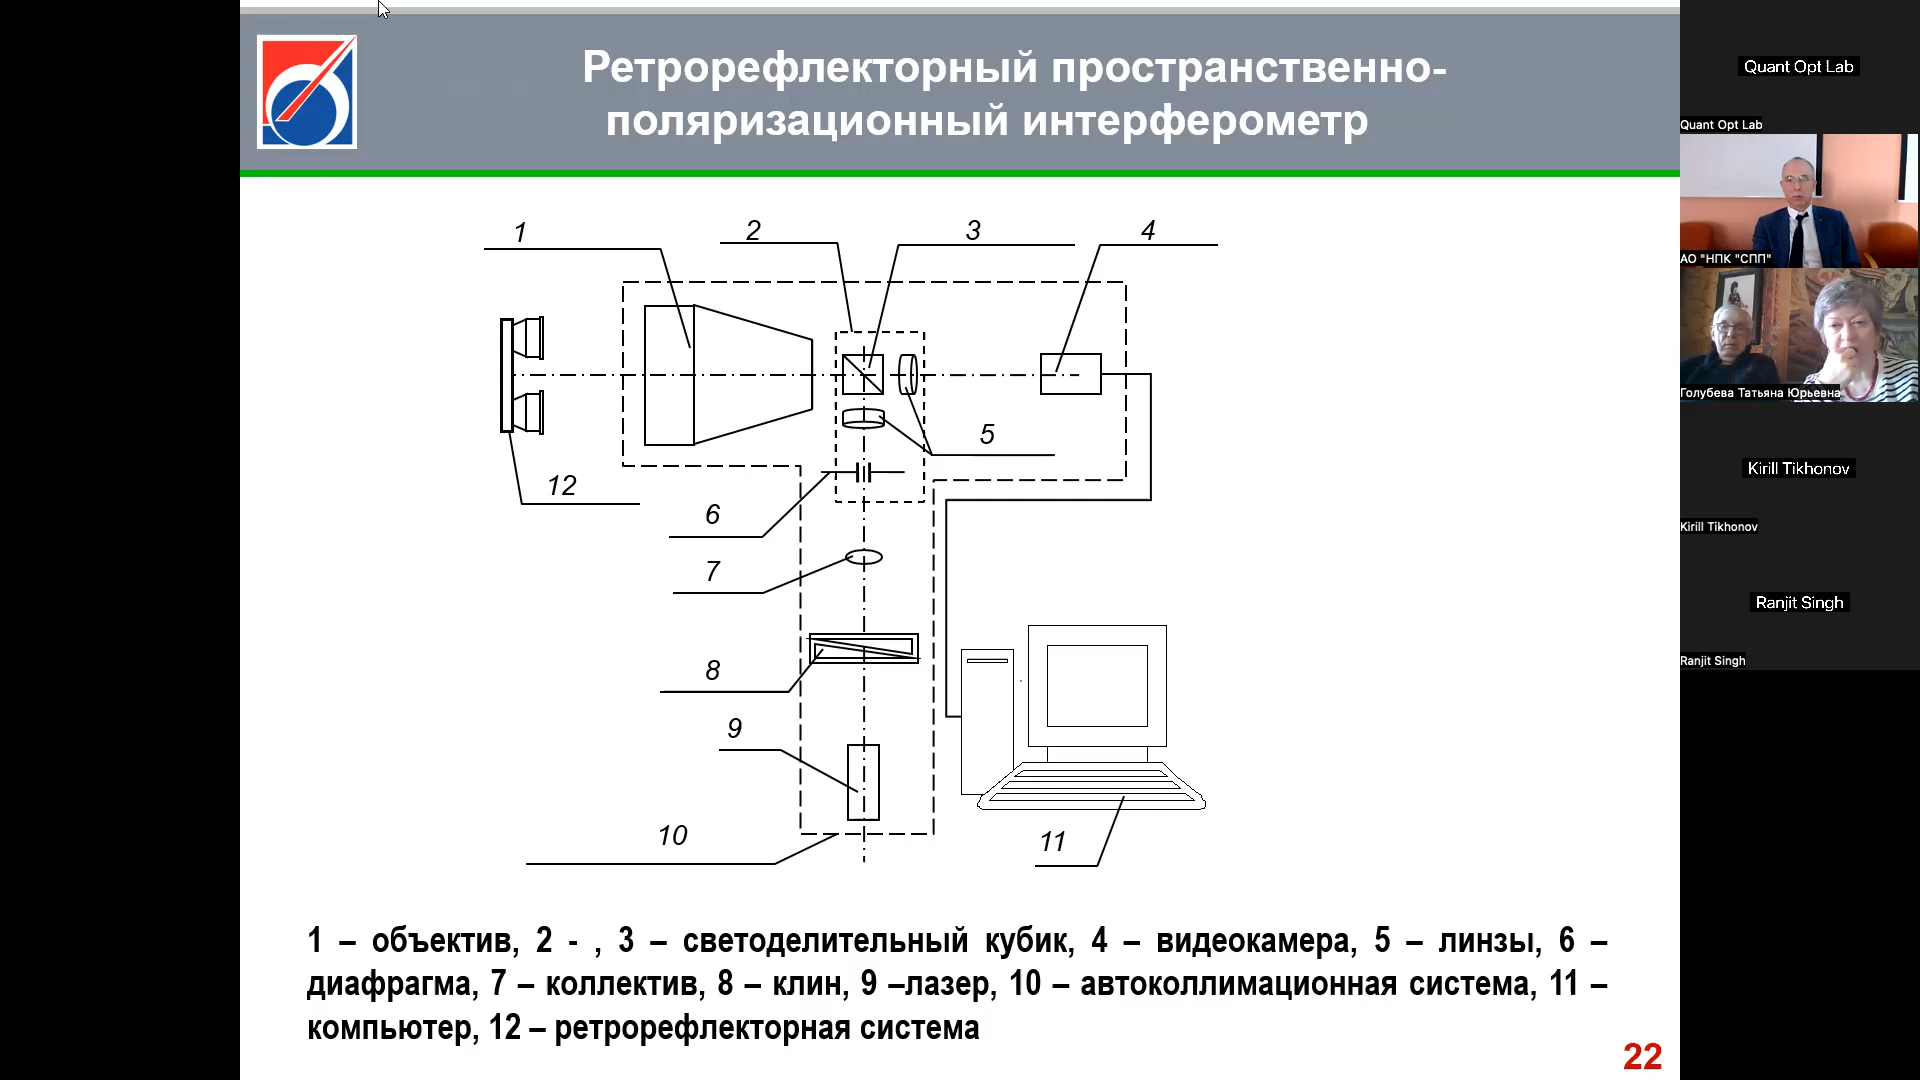 Ретрорефлекторный пространственно-
поляризационный интерферометр
1
2
3
4
5
12
6
7
8
9
10
11
1 – объектив, 2 - , 3 – светоделительный кубик, 4 – видеокамера, 5 – линзы, 6 –
диафрагма, 7 – коллектив, 8 – клин, 9 –лазер, 10 – автоколлимационная система, 11 –
компьютер, 12 – ретрорефлекторная система
22
Quant Opt Lab
Quant Opt Lab
АО "НПК "СПП"
Голубева Татьяна Юрьевна
Kirill Tikhonov
Kirill Tikhonov
Ranjit Singh
Ranjit Singh